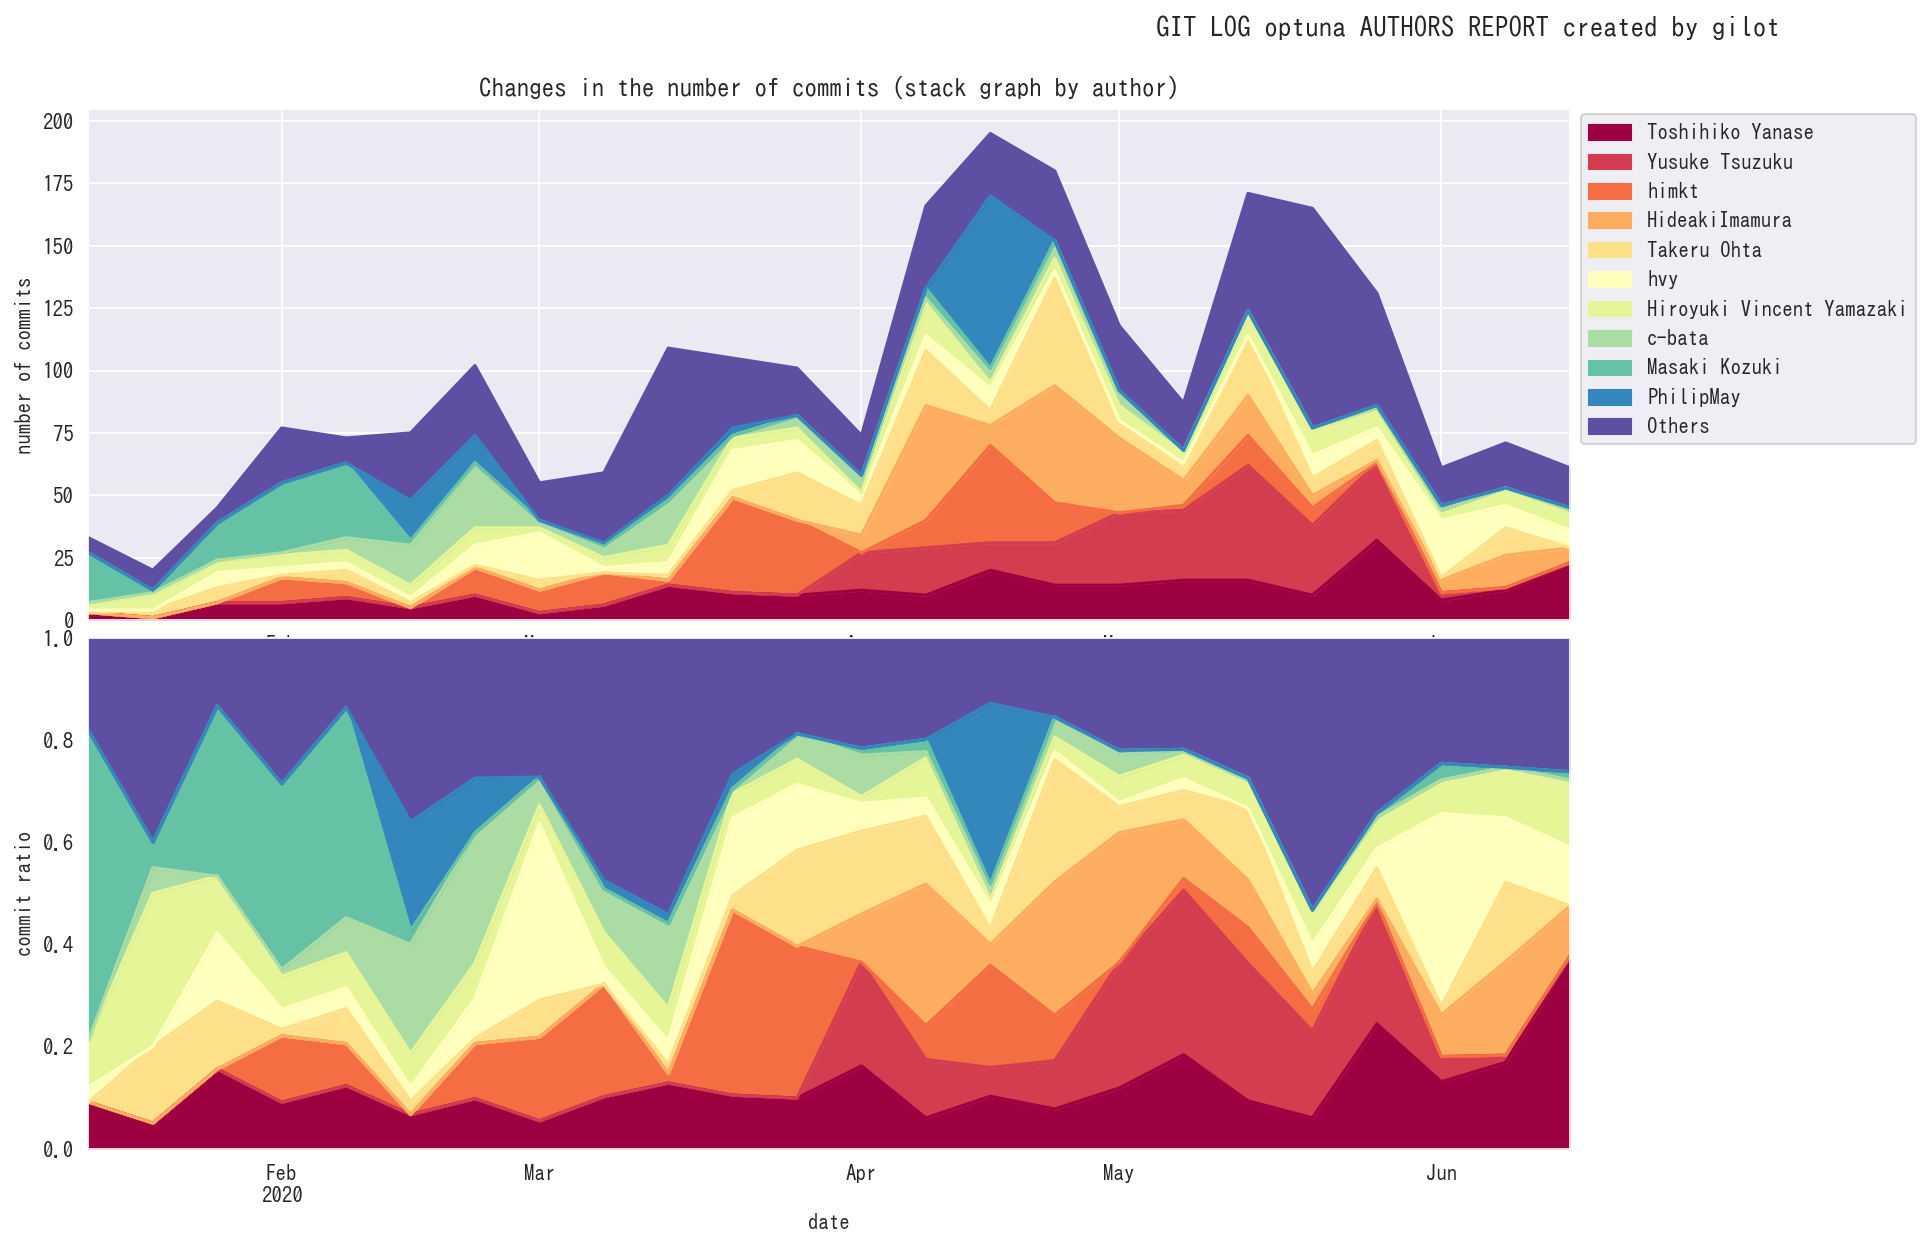 GIT LOG optuna AUTHORS REPORT created by gilot
Changes in the number of commits (stack graph by author)
number of commits
200
175
150
125
100
75
50
25
0
Toshihiko Yanase
Yusuke Tsuzuku
himkt
HideakiImamura
Takeru Ohta
hvy
Hiroyuki Vincent Yamazaki
c-bata
Masaki Kozuki
PhilipMay
Others
commit ratio
1.0
0.8
0.6
0.4
0.2
0.0
Feb Mar Apr May Jun
2020
date